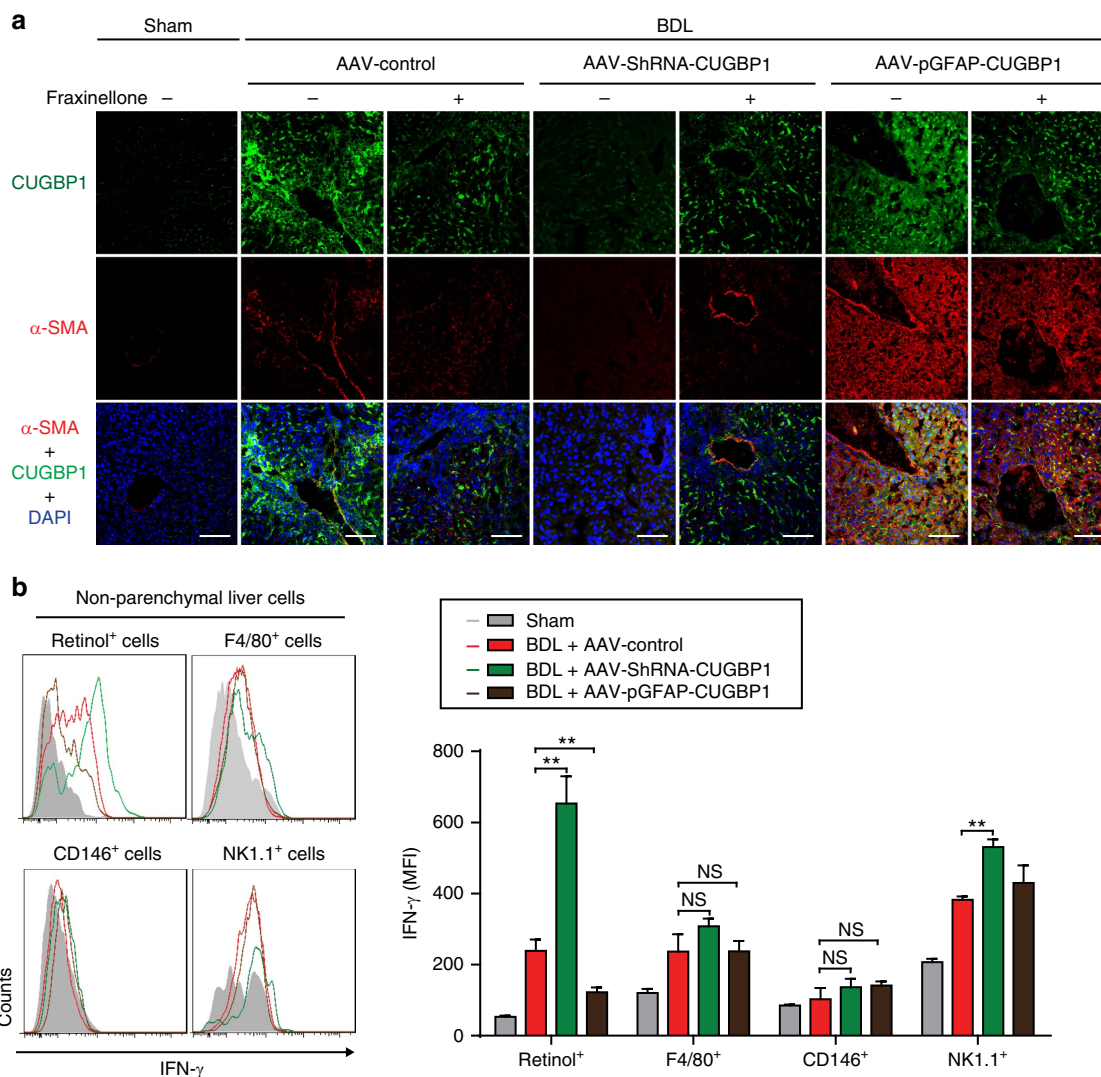 a
Sham
BDL
AAV-control
AAV-ShRNA-CUGBP1
AAV-pGFAP-CUGBP1
Fraxinellone – – + – + – +
CUGBP1
α-SMA
α-SMA
+
CUGBP1
+
DAPI
b
Non-parenchymal liver cells
Retinol⁺ cells
F4/80⁺ cells
CD146⁺ cells
NK1.1⁺ cells
Counts
IFN-γ
Sham
BDL + AAV-control
BDL + AAV-ShRNA-CUGBP1
BDL + AAV-pGFAP-CUGBP1
IFN-γ (MFI)
800
600
400
200
0
**
**
NS
NS
NS
NS
**
Retinol⁺
F4/80⁺
CD146⁺
NK1.1⁺